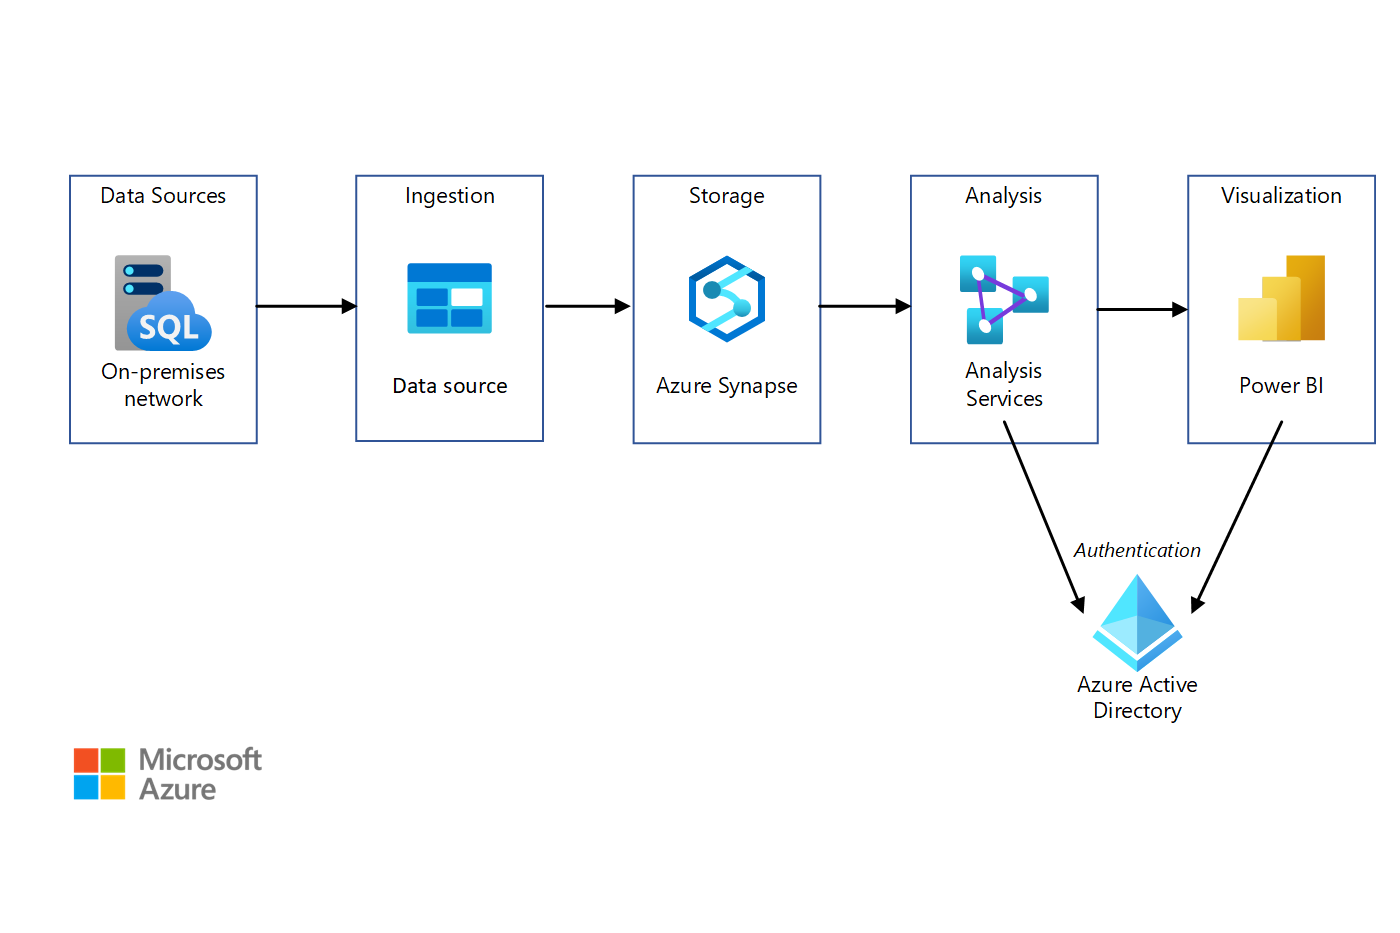 Data Sources
SQL
On-premises
network
Ingestion
Data source
Storage
Azure Synapse
Analysis
Analysis
Services
Visualization
Power BI
Authentication
Azure Active
Directory
Microsoft
Azure